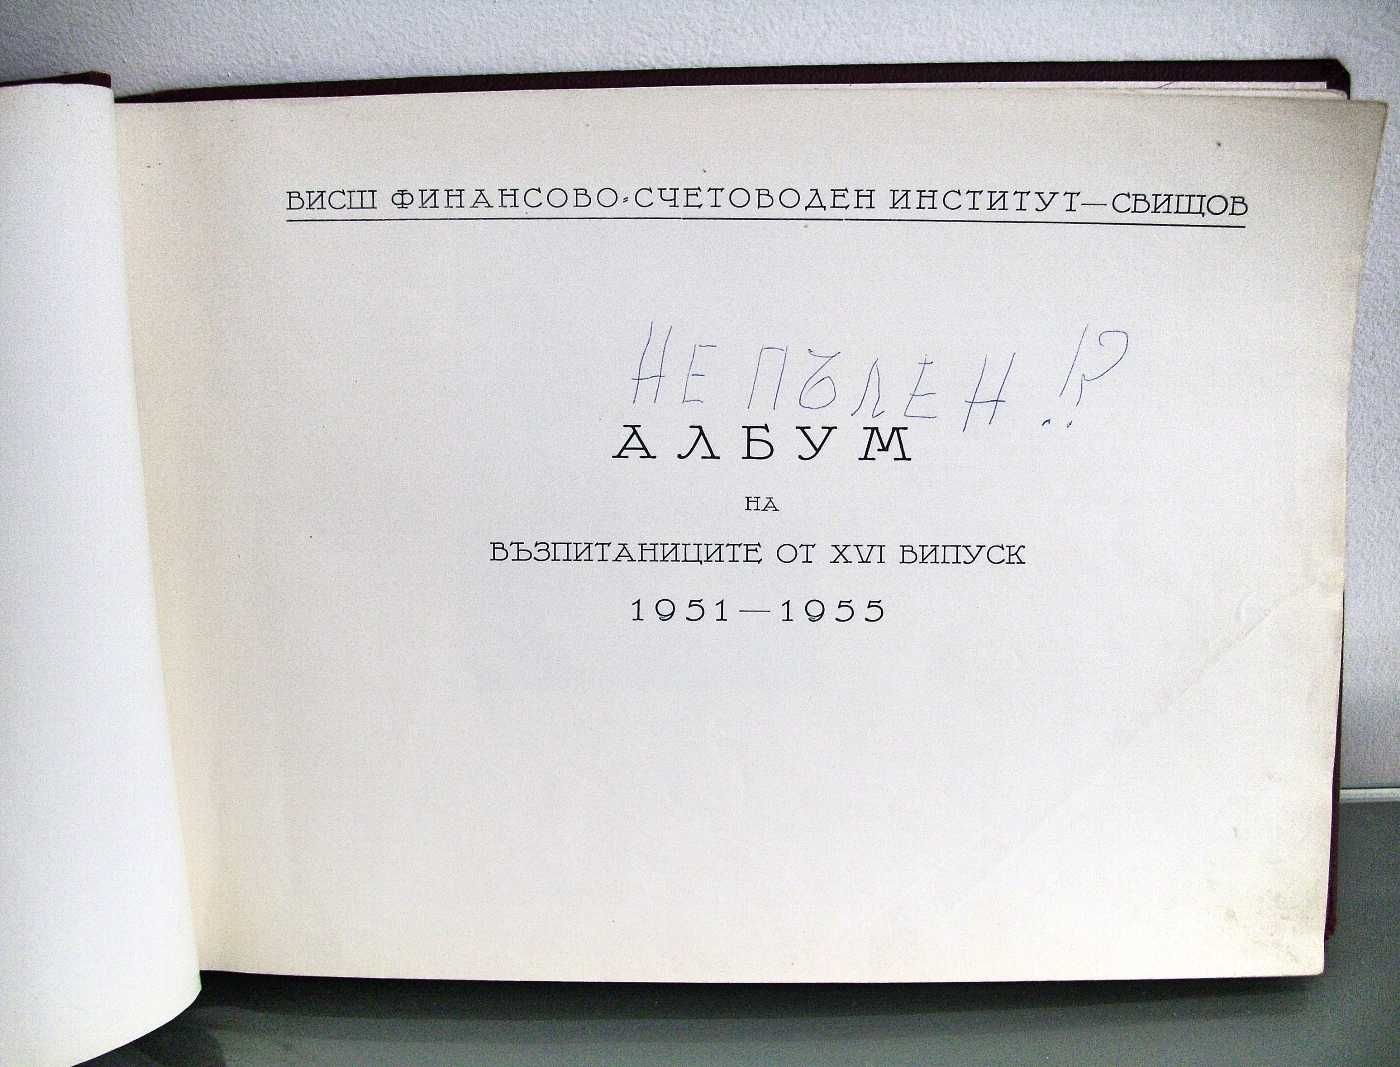 ВИСШ ФИНАНСОВО-СЧЕТОВОДЕН ИНСТИТУТ—СВИЩОВ
НЕ ПЪЛЕН!?
АЛБУМ
НА
ВЪЗПИТАНИЦИТЕ ОТ XVI ВИПУСК
1951—1955